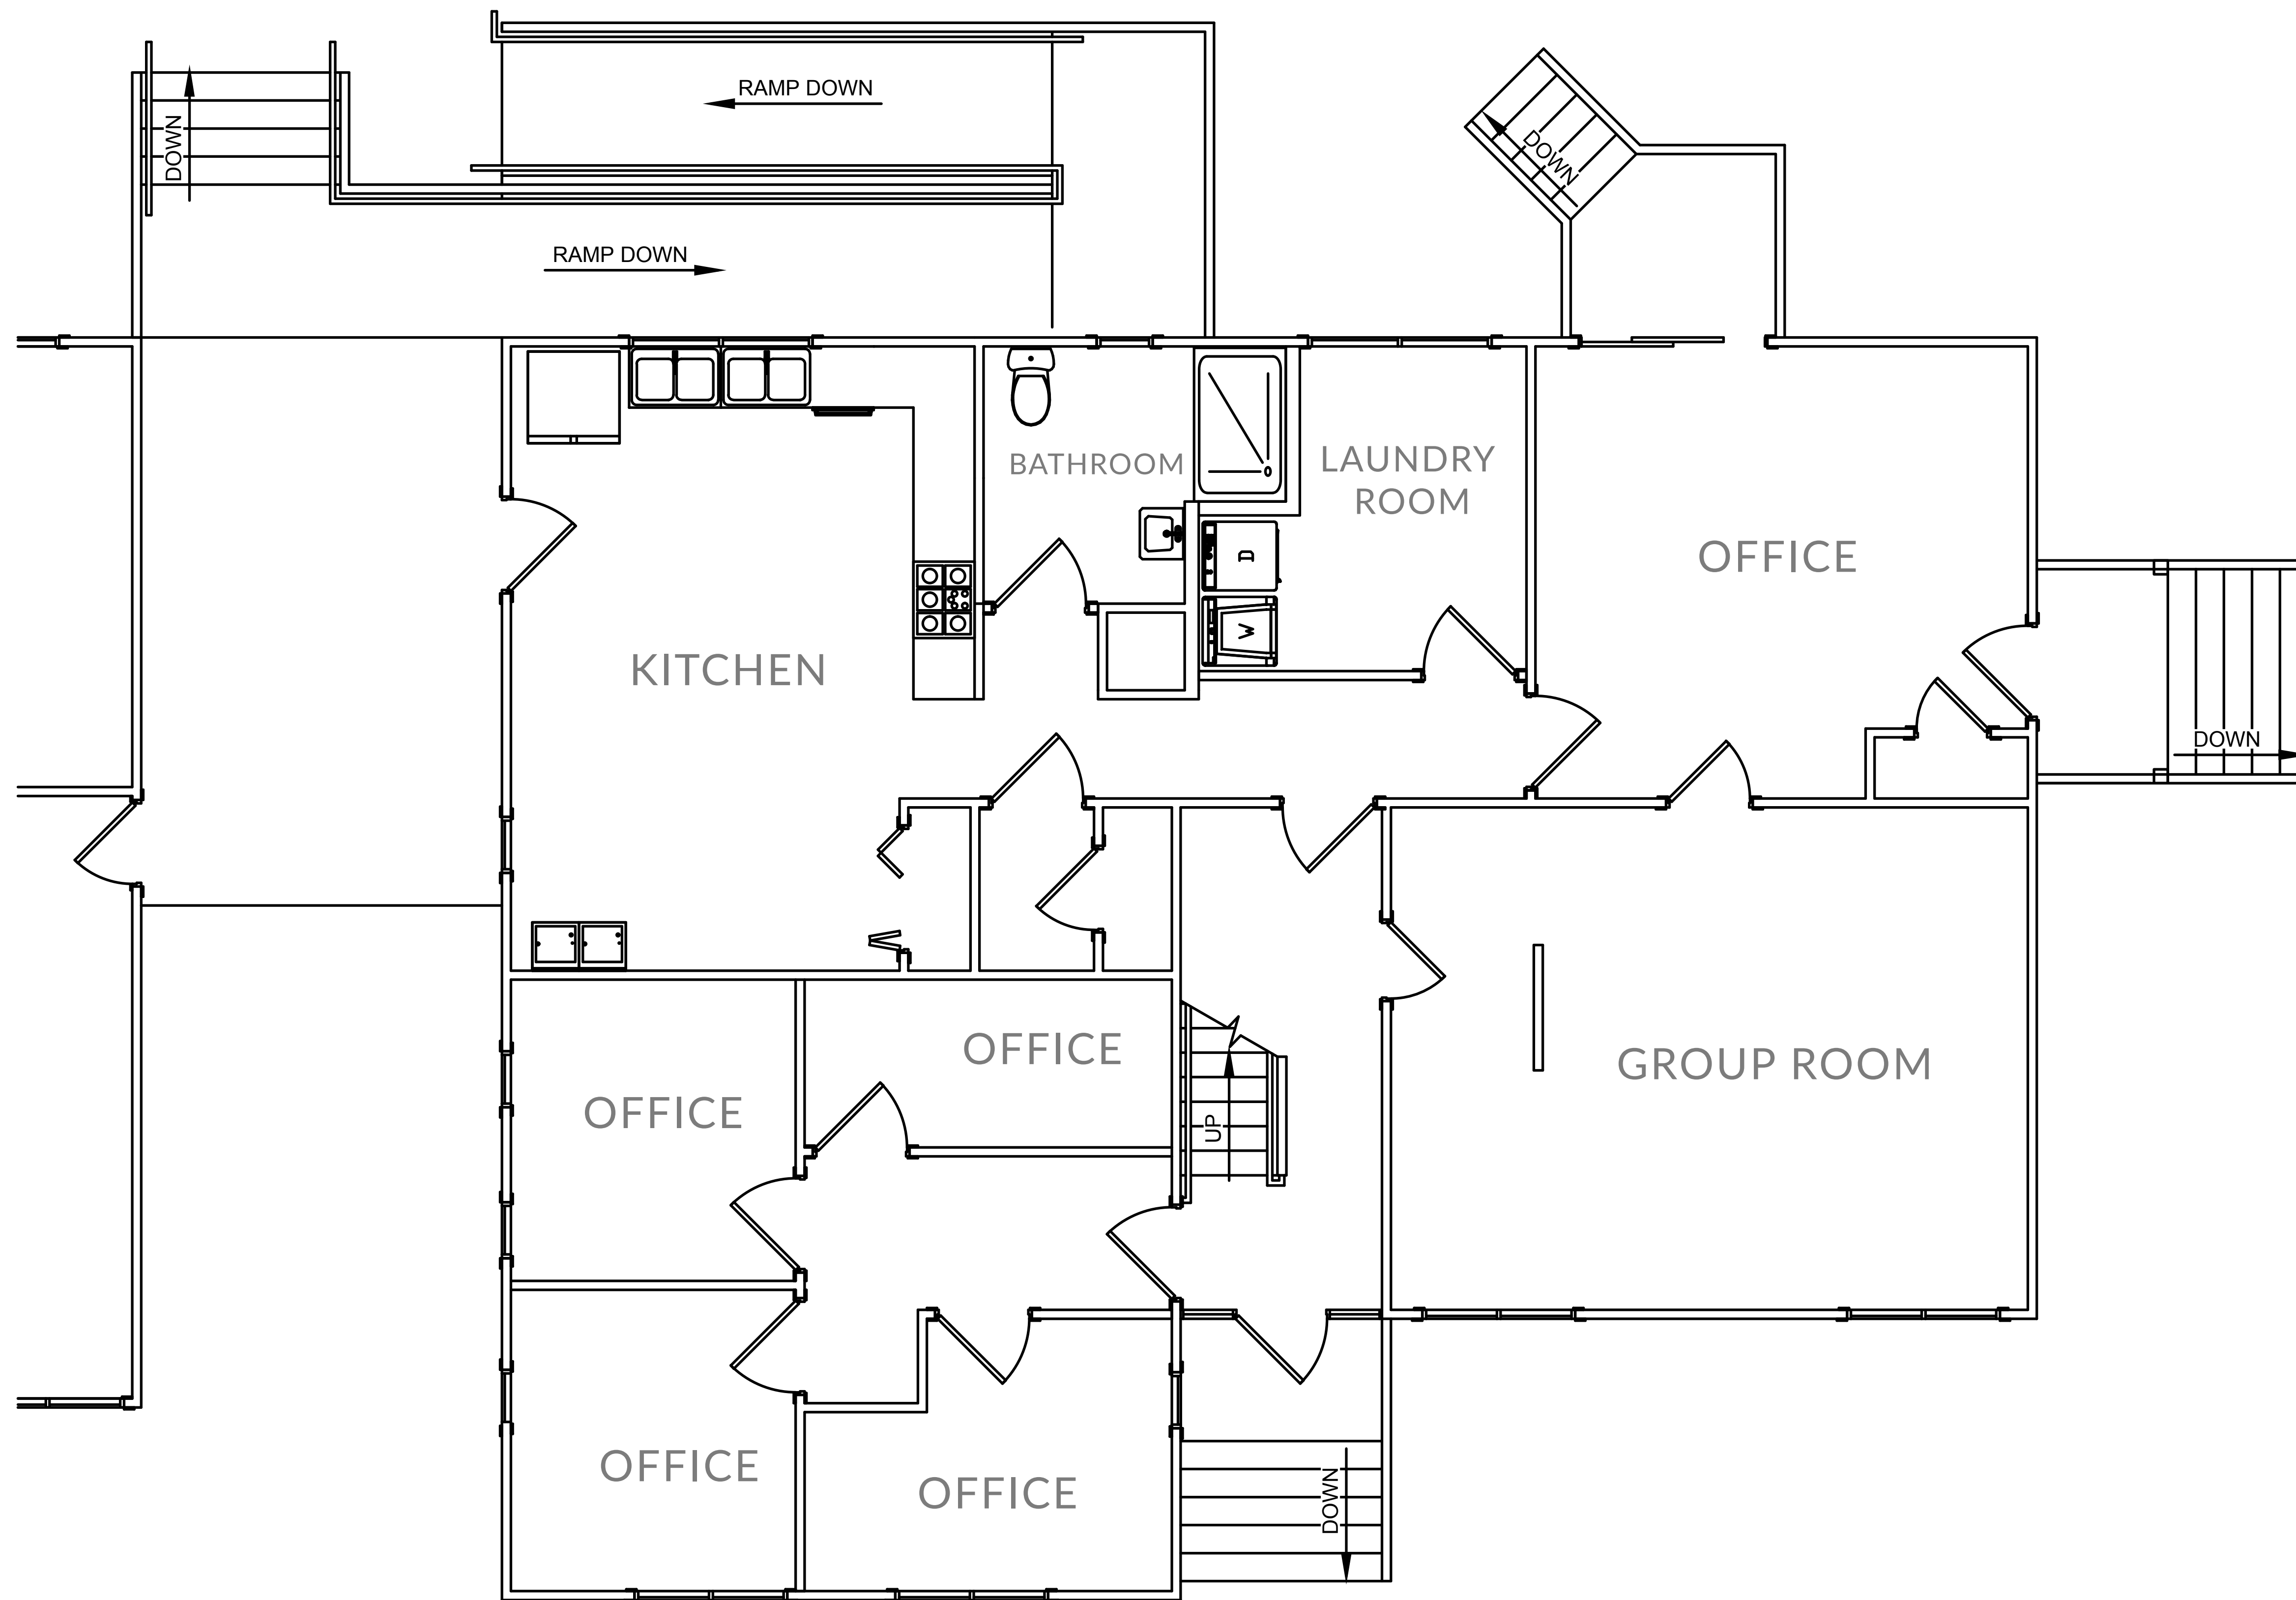 RAMP DOWN
DOWN
DOWN
RAMP DOWN
BATHROOM
LAUNDRY
ROOM
D
OFFICE
W
KITCHEN
DOWN
OFFICE
GROUP ROOM
OFFICE
UP
OFFICE
OFFICE
DOWN